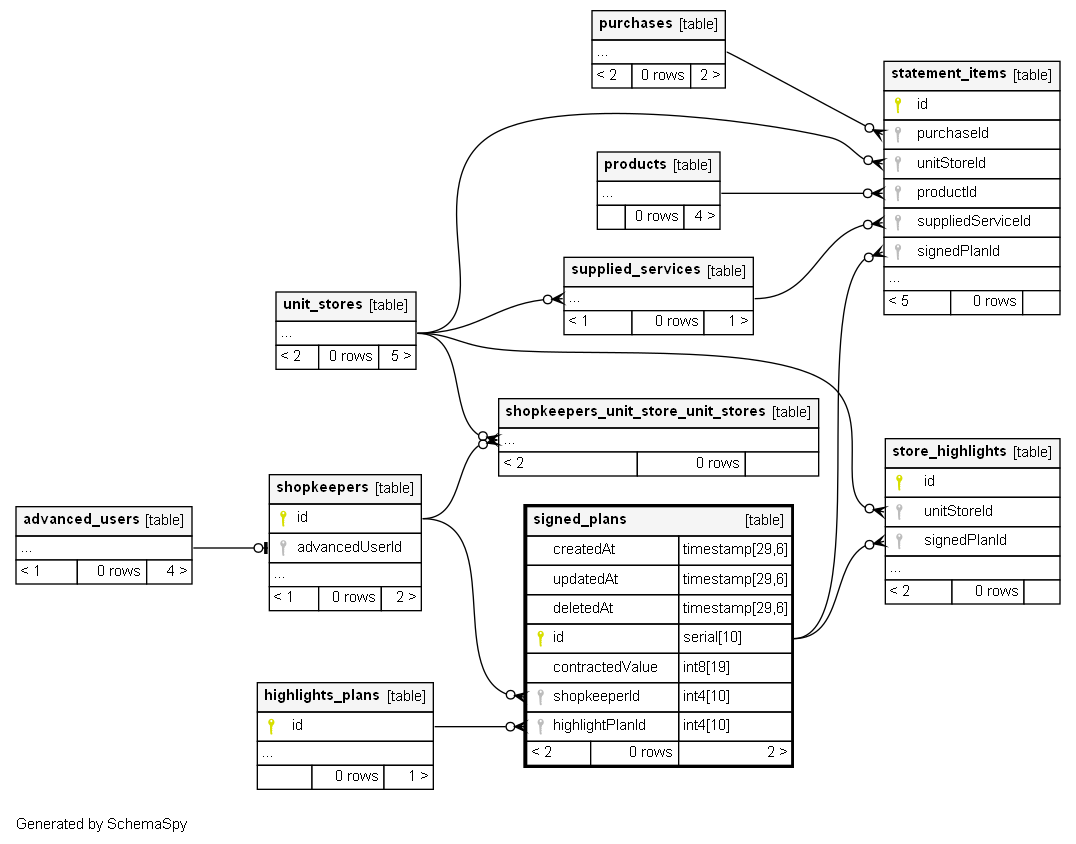 purchases [table]
...
< 2 0 rows 2 >
statement_items [table]
id
purchaseId
unitStoreId
productId
suppliedServiceId
signedPlanId
...
< 5 0 rows
products [table]
...
0 rows 4 >
supplied_services [table]
...
< 1 0 rows 1 >
unit_stores [table]
...
< 2 0 rows 5 >
shopkeepers_unit_store_unit_stores [table]
...
< 2 0 rows
store_highlights [table]
id
unitStoreId
signedPlanId
...
< 2 0 rows
shopkeepers [table]
id
advancedUserId
...
< 1 0 rows 2 >
advanced_users [table]
...
< 1 0 rows 4 >
signed_plans [table]
createdAt timestamp[29,6]
updatedAt timestamp[29,6]
deletedAt timestamp[29,6]
id serial[10]
contractedValue int8[19]
shopkeeperId int4[10]
highlightPlanId int4[10]
< 2 0 rows 2 >
highlights_plans [table]
id
...
0 rows 1 >
Generated by SchemaSpy